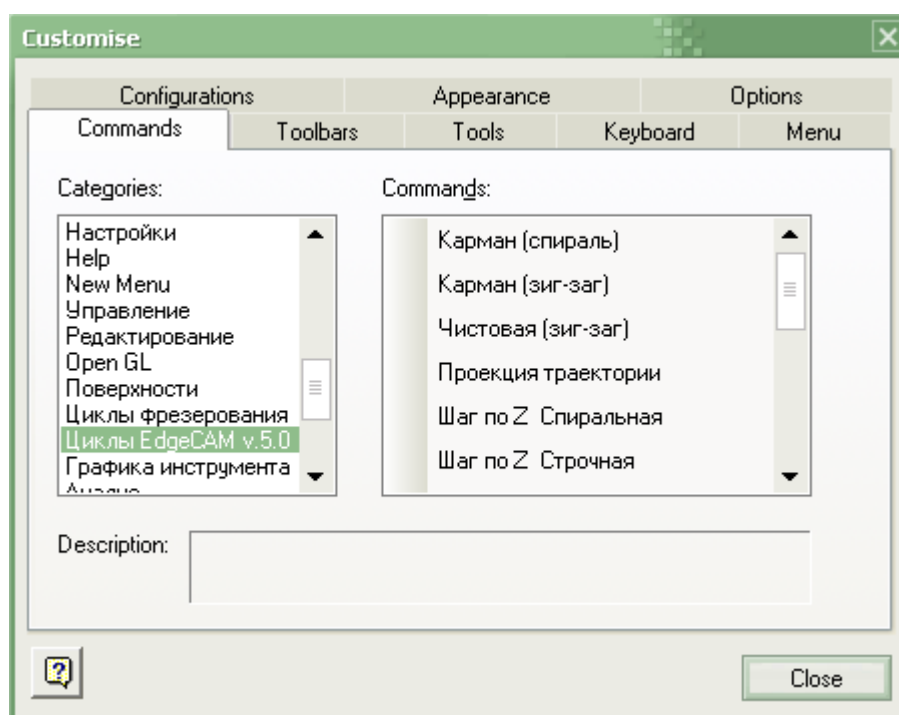 Customise
Configurations Appearance Options
Commands Toolbars Tools Keyboard Menu
Categories: Commands:
Настройки
Help
New Menu
Управление
Редактирование
Open GL
Поверхности
Циклы фрезерования
Циклы EdgeCAM v.5.0
Графика инструмента
Карман (спираль)
Карман (зиг-заг)
Чистовая (зиг-заг)
Проекция траектории
Шаг по Z Спиральная
Шаг по Z Строчная
Description:
Close